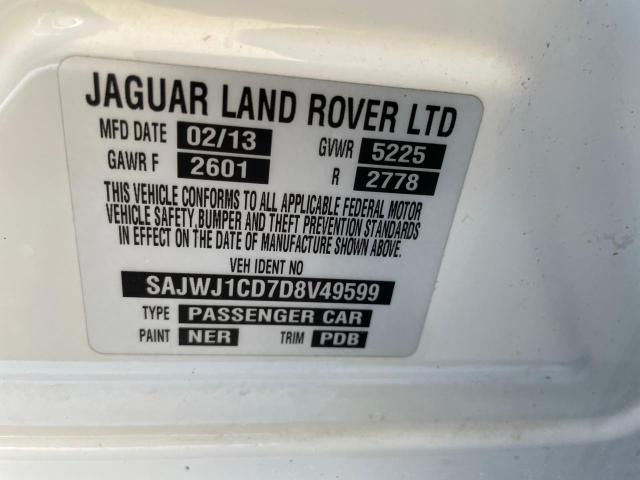 JAGUAR LAND ROVER LTD
MFD DATE 02/13 GVWR 5225
GAWR F 2601 R 2778
THIS VEHICLE CONFORMS TO ALL APPLICABLE FEDERAL MOTOR
VEHICLE SAFETY, BUMPER AND THEFT PREVENTION STANDARDS
IN EFFECT ON THE DATE OF MANUFACTURE SHOWN ABOVE.
VEH IDENT NO
SAJWJ1CD7D8V49599
TYPE PASSENGER CAR
PAINT NER TRIM PDB